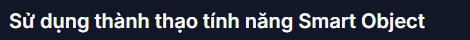 Sử dụng thành thạo tính năng Smart Object